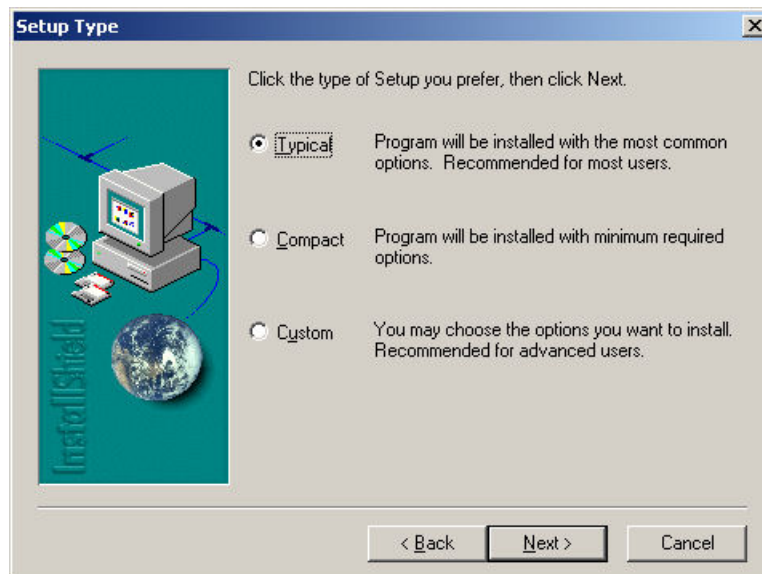 Setup Type
Click the type of Setup you prefer, then click Next.
Typical
Program will be installed with the most common
options. Recommended for most users.
Compact
Program will be installed with minimum required
options.
Custom
You may choose the options you want to install.
Recommended for advanced users.
InstallShield
< Back
Next >
Cancel